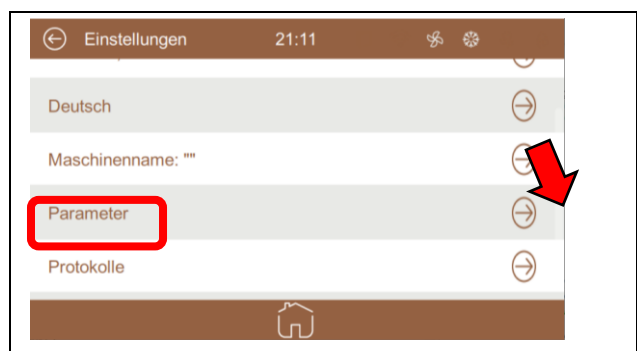 Einstellungen 21:11
Deutsch
Maschinenname: ""
Parameter
Protokolle